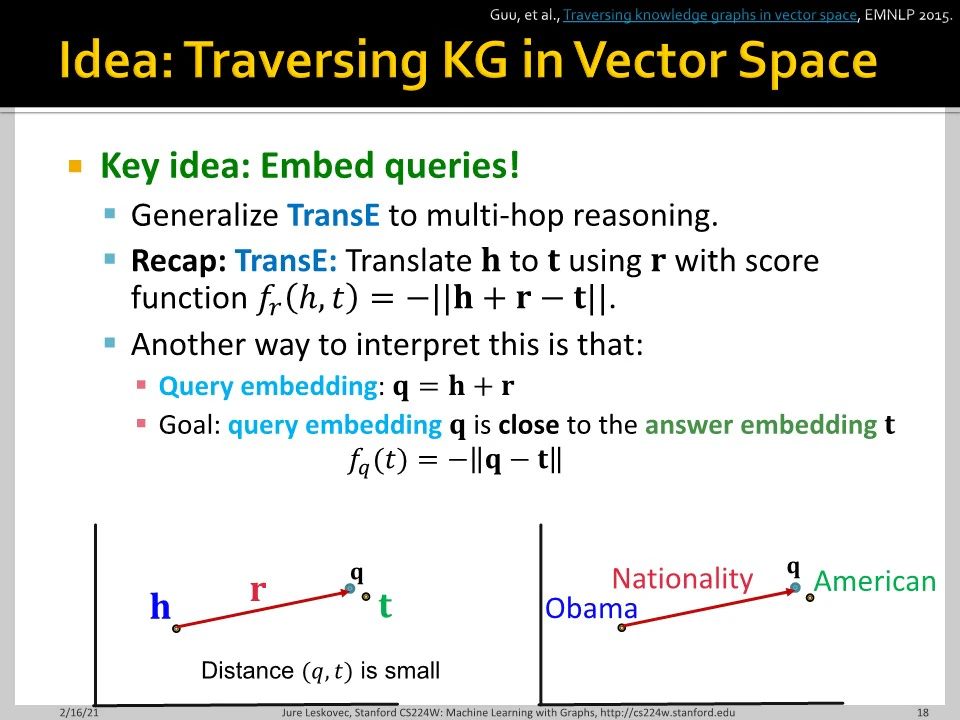 Guu, et al., Traversing knowledge graphs in vector space, EMNLP 2015.
Idea: Traversing KG in Vector Space
Key idea: Embed queries!
Generalize TransE to multi-hop reasoning.
Recap: TransE: Translate 𝐡 to 𝐭 using 𝐫 with score
function 𝑓𝑟(ℎ, 𝑡) = −||𝐡 + 𝐫 − 𝐭||.
Another way to interpret this is that:
Query embedding: 𝐪 = 𝐡 + 𝐫
Goal: query embedding 𝐪 is close to the answer embedding 𝐭
𝑓𝑞(𝑡) = −‖𝐪 − 𝐭‖
𝐡
𝐫
𝐪
𝐭
Distance (𝑞, 𝑡) is small
Obama
Nationality
𝐪
American
2/16/21
Jure Leskovec, Stanford CS224W: Machine Learning with Graphs, http://cs224w.stanford.edu
18